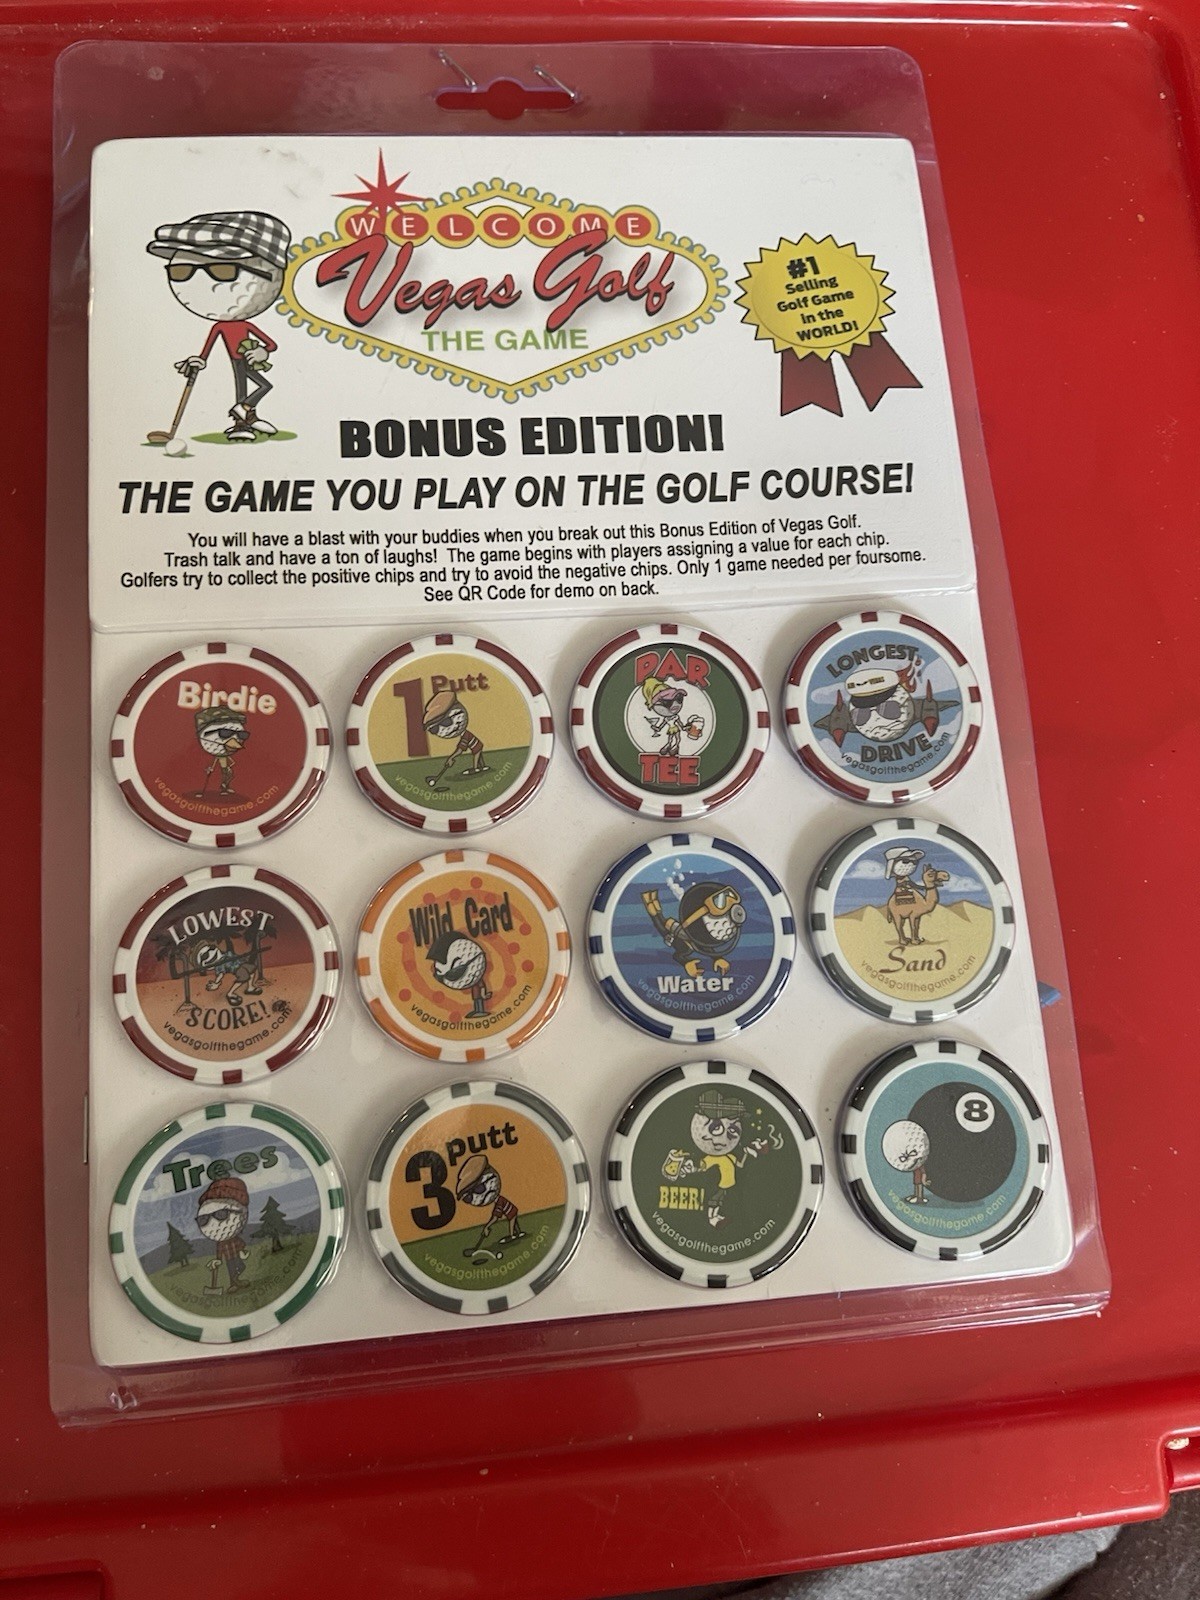 WELCOME
Vegas Golf
THE GAME
#1
Selling
Golf Game
in the
WORLD!
BONUS EDITION!
THE GAME YOU PLAY ON THE GOLF COURSE!
You will have a blast with your buddies when you break out this Bonus Edition of Vegas Golf.
Trash talk and have a ton of laughs! The game begins with players assigning a value for each chip.
Golfers try to collect the positive chips and try to avoid the negative chips. Only 1 game needed per foursome.
See QR Code for demo on back.
Birdie
vegasgolfthegame.com
1 Putt
vegasgolfthegame.com
PAR
TEE
LONGEST
DRIVE
vegasgolfthegame.com
LOWEST
SCORE!
vegasgolfthegame.com
Wild Card
vegasgolfthegame.com
Water
vegasgolfthegame.com
Sand
vegasgolfthegame.com
Trees
vegasgolfthegame.com
3 putt
vegasgolfthegame.com
BEER!
vegasgolfthegame.com
8
vegasgolfthegame.com